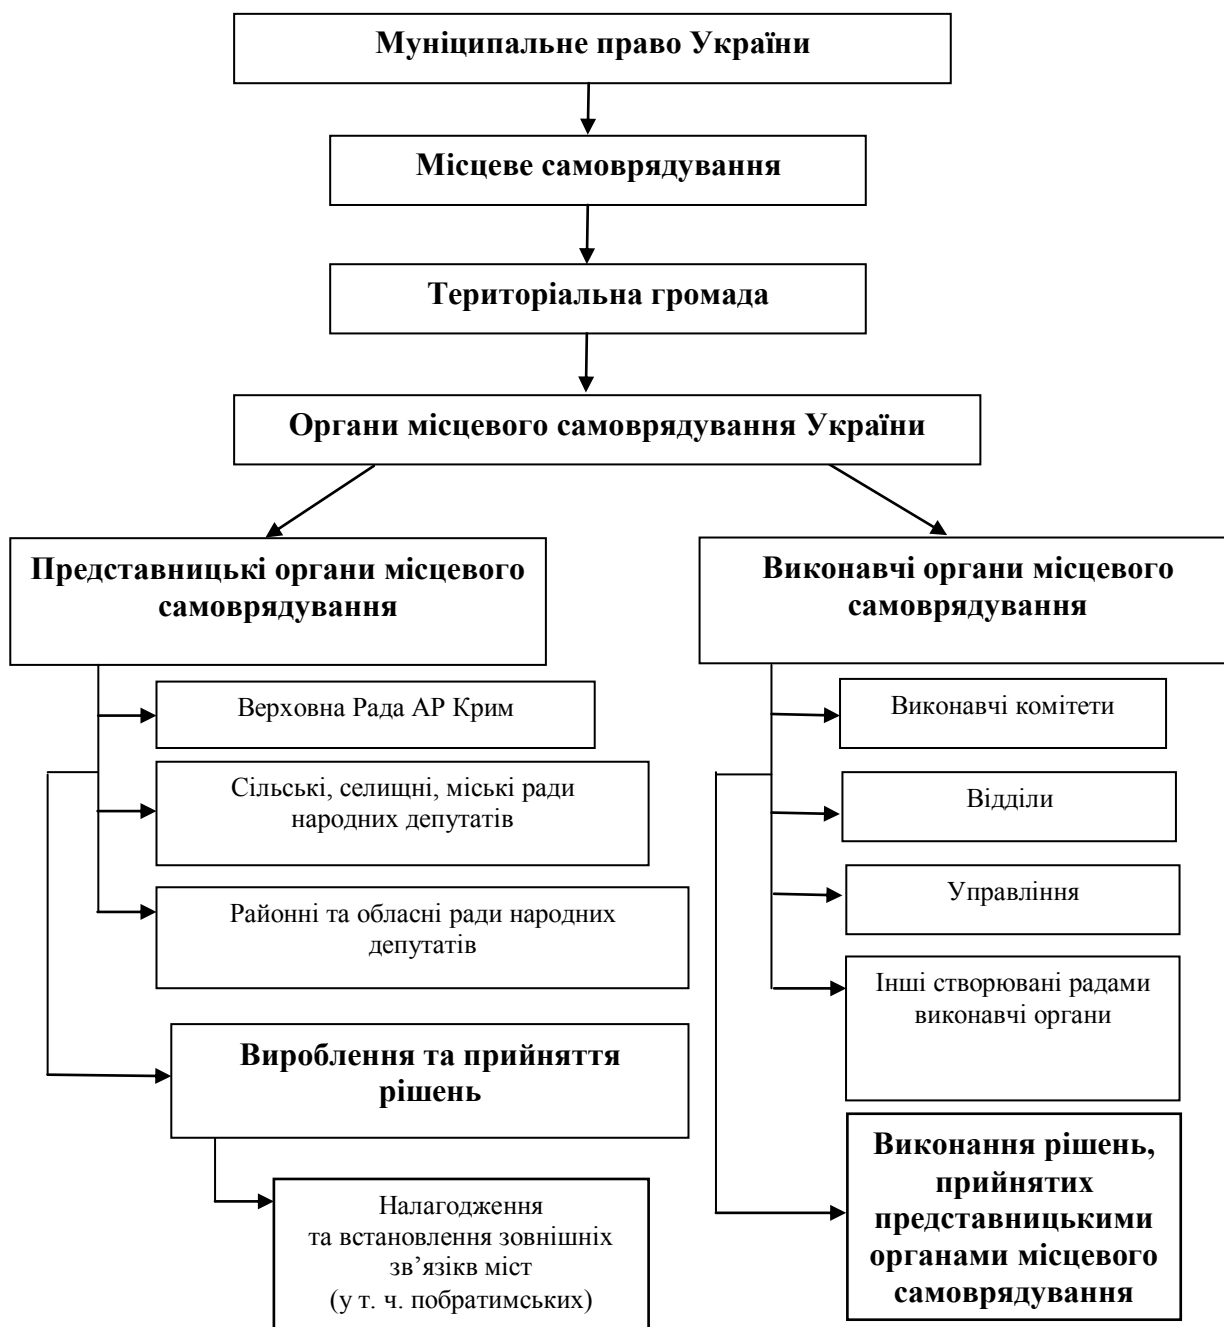 Муніципальне право України
Місцеве самоврядування
Територіальна громада
Органи місцевого самоврядування України
Представницькі органи місцевого
самоврядування
Верховна Рада АР Крим
Сільські, селищні, міські ради
народних депутатів
Районні та обласні ради народних
депутатів
Вироблення та прийняття
рішень
Налагодження
та встановлення зовнішніх
зв’язікв міст
(у т. ч. побратимських)
Виконавчі органи місцевого
самоврядування
Виконавчі комітети
Відділи
Управління
Інші створювані радами
виконавчі органи
Виконання рішень,
прийнятих
представницькими
органами місцевого
самоврядування